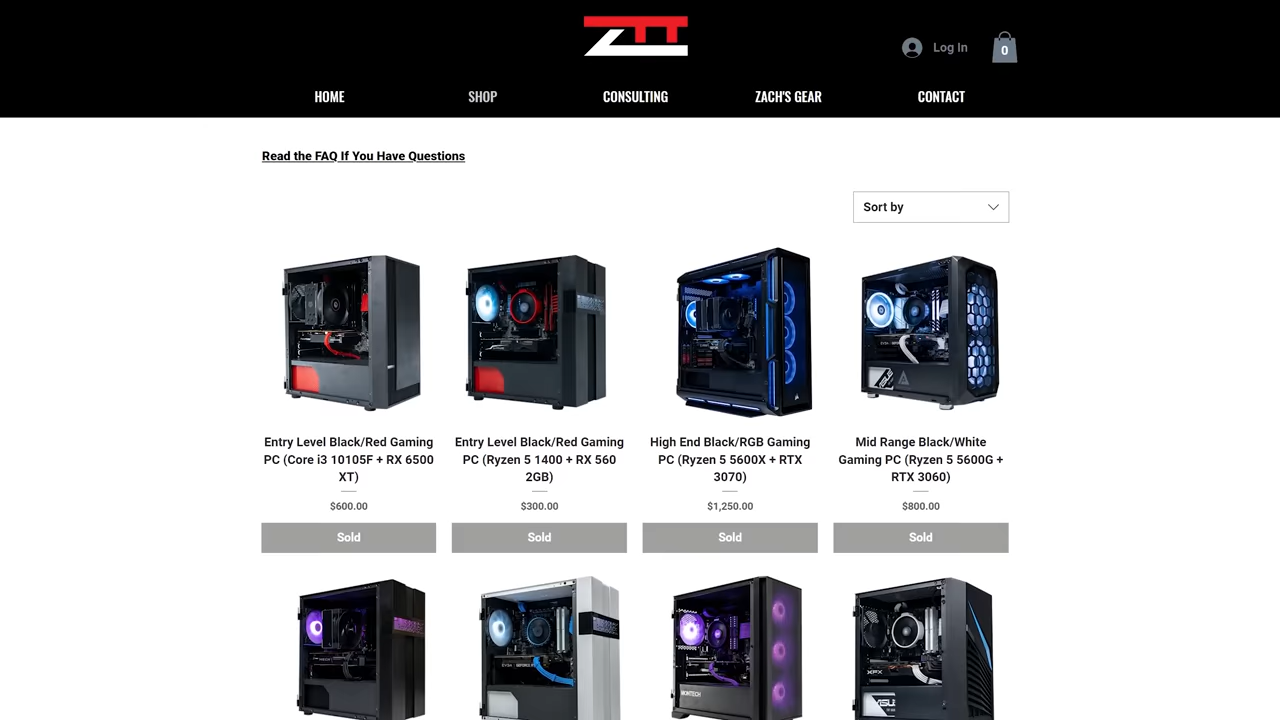 ZTT
Log In
0
HOME
SHOP
CONSULTING
ZACH'S GEAR
CONTACT
Read the FAQ If You Have Questions
Sort by
Entry Level Black/Red Gaming
PC (Core i3 10105F + RX 6500
XT)
$600.00
Sold
Entry Level Black/Red Gaming
PC (Ryzen 5 1400 + RX 560
2GB)
$300.00
Sold
High End Black/RGB Gaming
PC (Ryzen 5 5600X + RTX
3070)
$1,250.00
Sold
Mid Range Black/White
Gaming PC (Ryzen 5 5600G +
RTX 3060)
$800.00
Sold
MONTECH
XFX